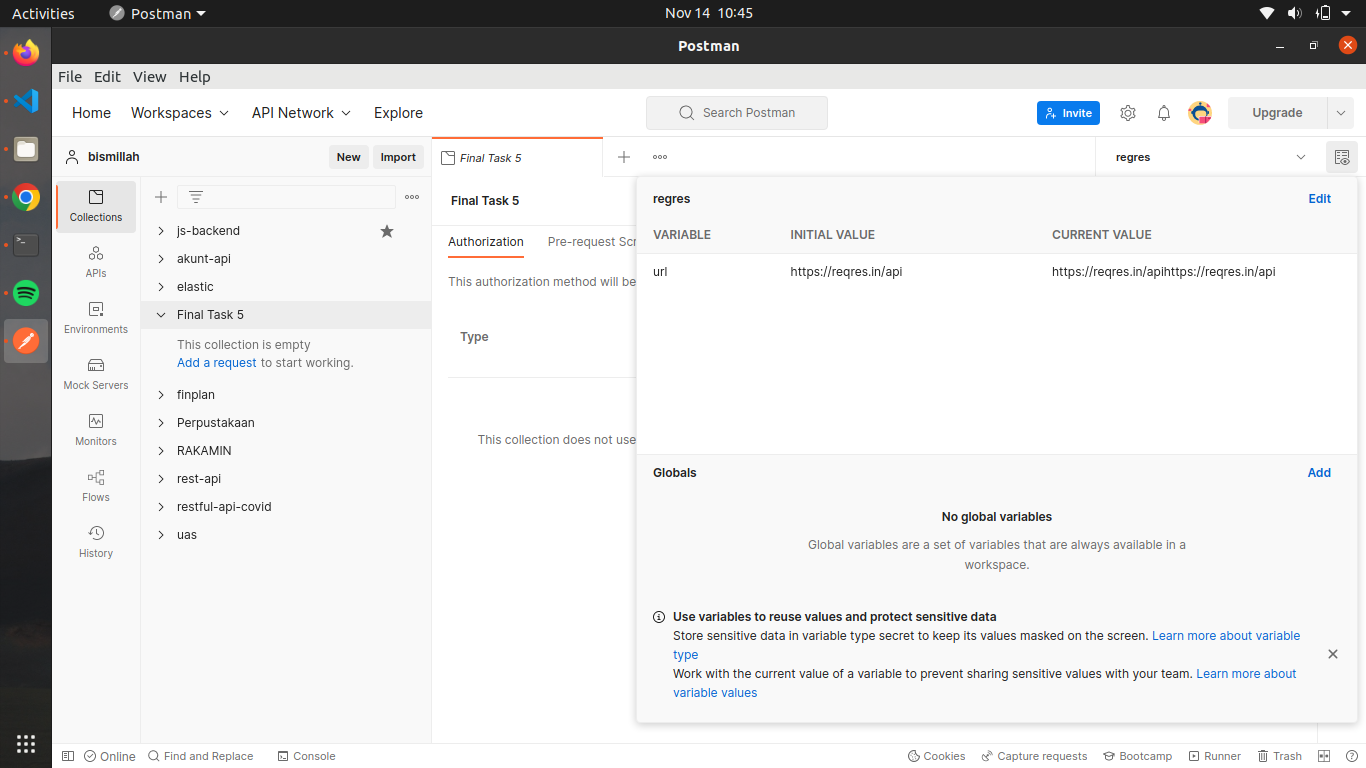 Activities Postman Nov 14 10:45
Postman
File Edit View Help
Home Workspaces API Network Explore Search Postman Invite Upgrade
bismillah New Import Final Task 5 regres
Collections
APIs
Environments
Mock Servers
Monitors
Flows
History
js-backend
akunt-api
elastic
Final Task 5
This collection is empty
Add a request to start working.
finplan
Perpustakaan
RAKAMIN
rest-api
restful-api-covid
uas
Final Task 5
Authorization Pre-request Scr
This authorization method will be
Type
This collection does not use
regres Edit
VARIABLE INITIAL VALUE CURRENT VALUE
url https://reqres.in/api https://reqres.in/apihttps://reqres.in/api
Globals Add
No global variables
Global variables are a set of variables that are always available in a
workspace.
Use variables to reuse values and protect sensitive data
Store sensitive data in variable type secret to keep its values masked on the screen. Learn more about variable
type
Work with the current value of a variable to prevent sharing sensitive values with your team. Learn more about
variable values
Online Find and Replace Console Cookies Capture requests Bootcamp Runner Trash